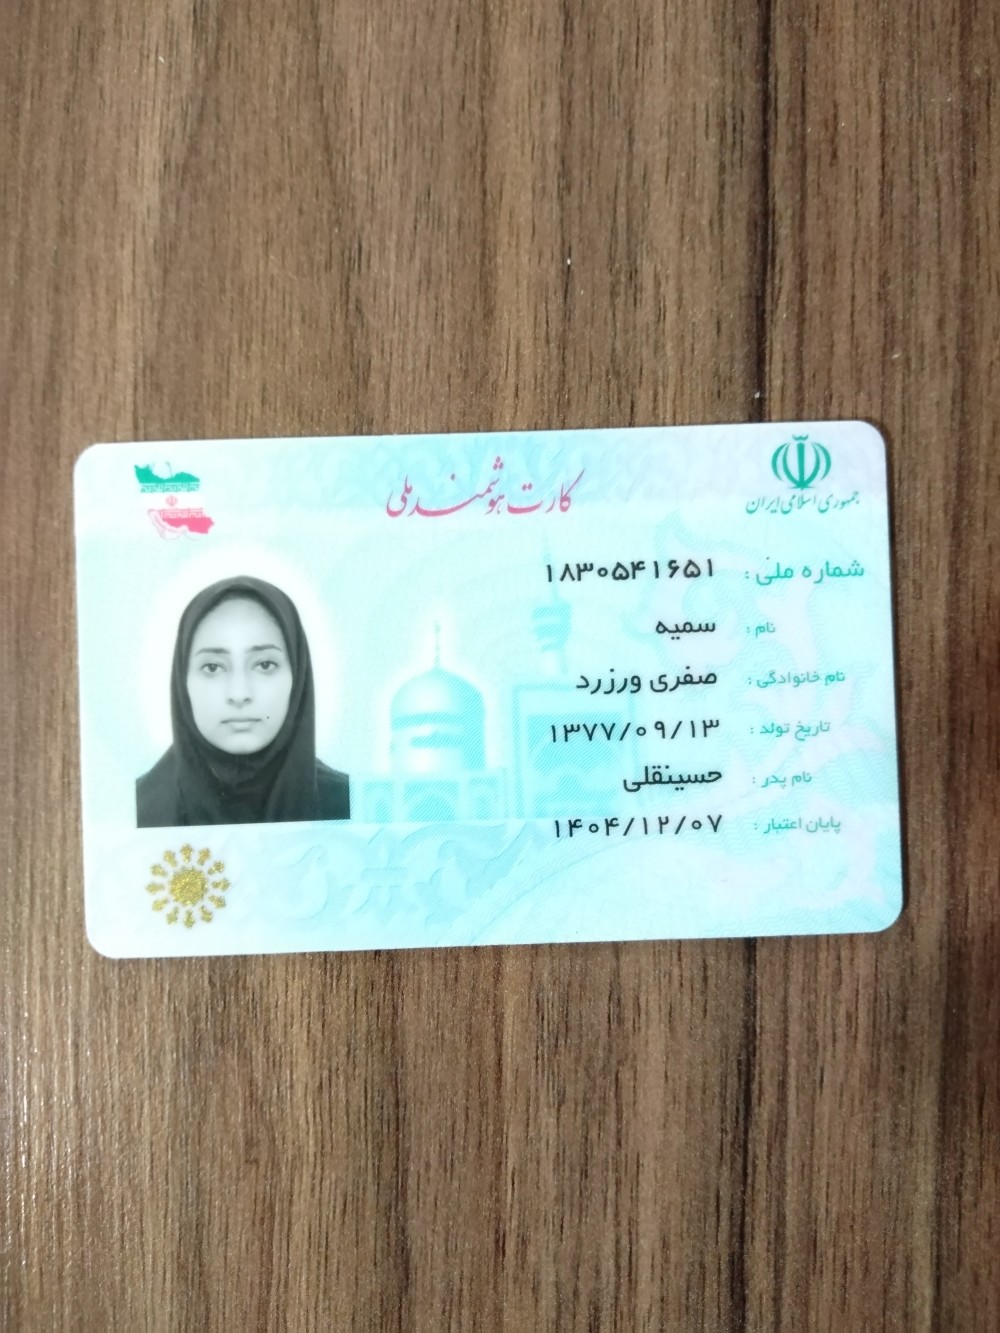 کارت هوشمند ملی
جمهوری اسلامی ایران
شماره ملی : ۱۸۳۰۵۴۱۶۵۱
نام : سمیه
نام خانوادگی : صفری ورزرد
تاریخ تولد : ۱۳۷۷/۰۹/۱۳
نام پدر : حسینقلی
پایان اعتبار : ۱۴۰۴/۱۲/۰۷